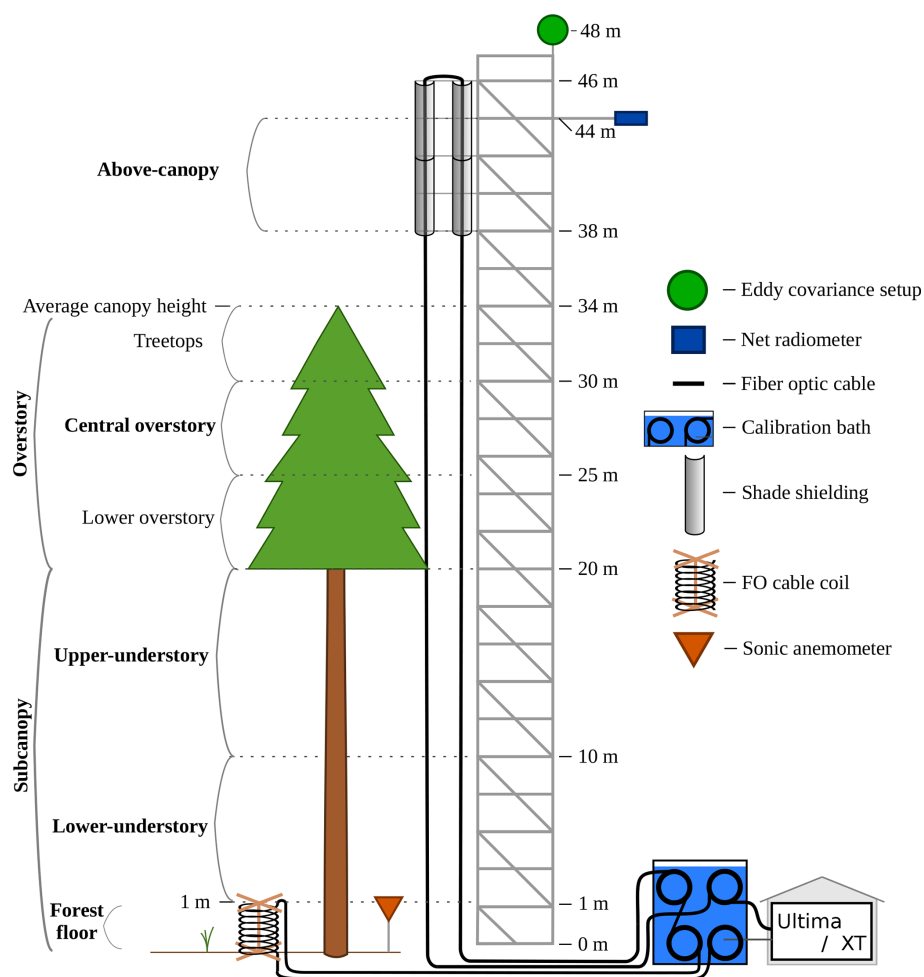 48 m
46 m
44 m
Above-canopy
38 m
Average canopy height
34 m
Treetops
30 m
Overstory
Central overstory
25 m
Lower overstory
20 m
Upper-understory
Subcanopy
10 m
Lower-understory
1 m
1 m
Forest
floor
0 m
Eddy covariance setup
Net radiometer
Fiber optic cable
Calibration bath
Shade shielding
FO cable coil
Sonic anemometer
Ultima
/ XT